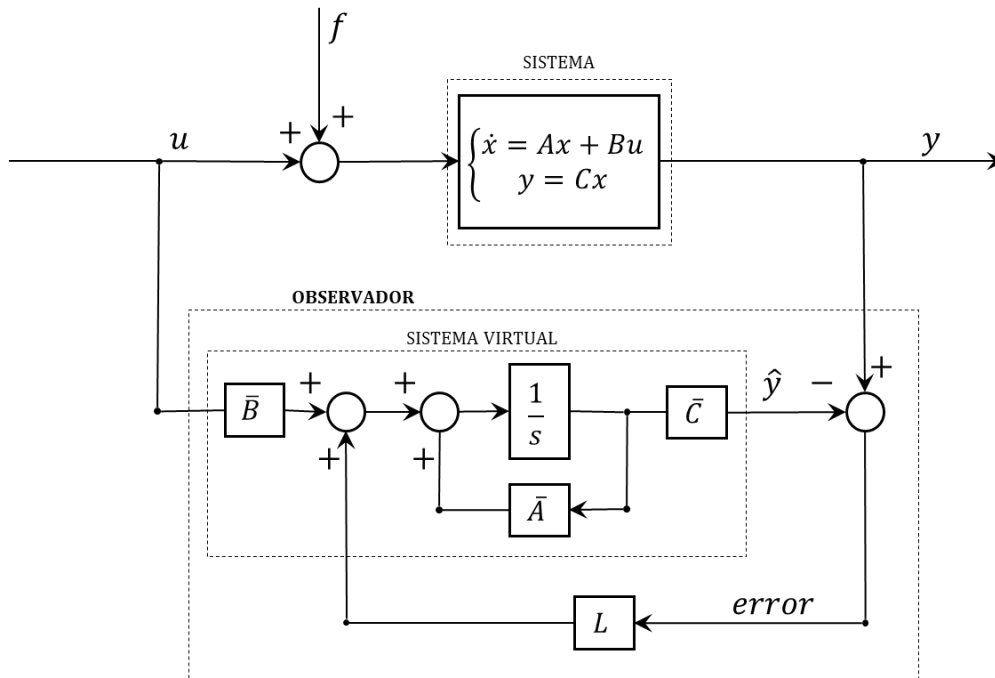 f
SISTEMA
+ +
u
ẋ = Ax + Bu
y = Cx
y
OBSERVADOR
SISTEMA VIRTUAL
B̄
+
+
+
+
1
s
C̄
ŷ
−
+
Ā
L
error